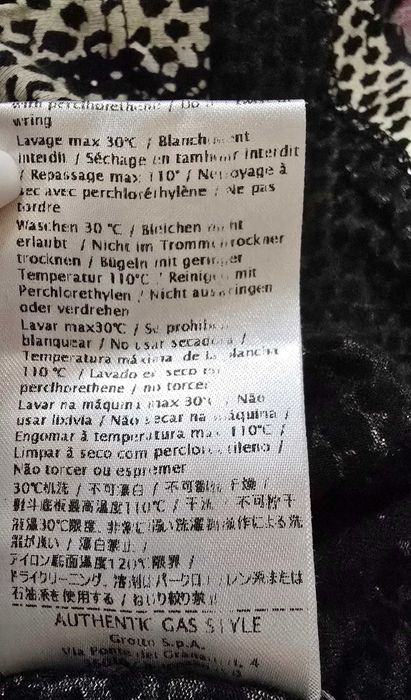 with perchlorethene / Do
wring
Lavage max 30°C / Blanchiment
interdit / Séchage en tambour interdit
/ Repassage max: 110° / Nettoyage à
sec avec perchloréthylène / Ne pas
tordre
Waschen 30 °C / Bleichen nicht
erlaubt / Nicht im Trommeltrockner
trocknen / Bügeln mit geringer
Temperatur 110°C / Reinigen mit
Perchlorethylen / Nicht auswringen
oder verdrehen
Lavar max30°C / Se prohibe
blanquear / No usar secadora /
Temperatura máxima de la plancha
110 °C / Lavado en seco con
perclhorethene / no torcer
Lavar na máquina max 30°C / Não
usar lixivia / Não secar na máquina /
Engomar à temperatura max 110°C /
Limpar à seco com percloroetileno /
Não torcer ou espremer
30℃机洗 / 不可漂白 / 不可翻转干燥 /
熨斗底板最高温度110℃ / 干洗 / 不可拧干
液温30℃限度、非常に弱い洗濯機操作による洗
濯が良い / 漂白禁止 /
アイロン底面温度120℃限界 /
ドライクリーニング、溶剤はパークロ レン系または
石油系を使用する / ねじり絞り禁止
AUTHENTIC GAS STYLE
Grotto S.p.A.
Via Ponte dei Granatieri, 4